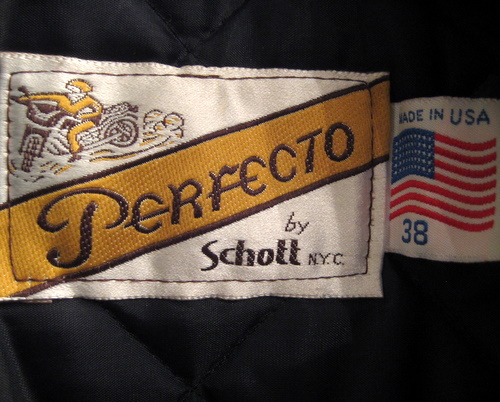 PERFECTO
by
Schott N.Y.C.
MADE IN USA
38